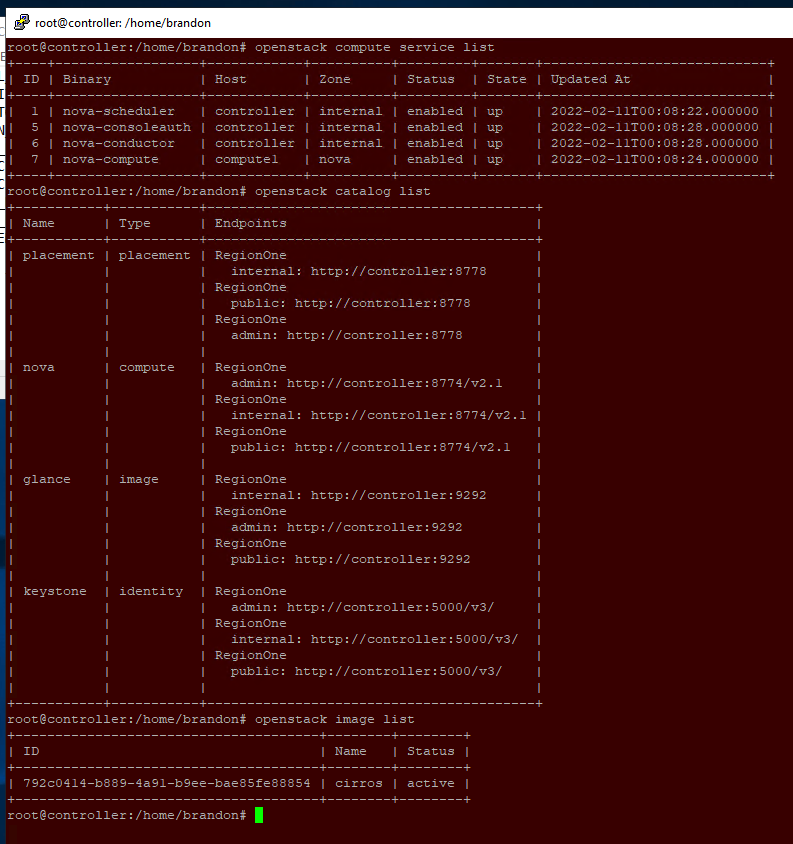 root@controller: /home/brandon
root@controller:/home/brandon# openstack compute service list
+----+------------------+------------+----------+---------+-------+----------------------------+
| ID | Binary           | Host       | Zone     | Status  | State | Updated At                 |
+----+------------------+------------+----------+---------+-------+----------------------------+
|  1 | nova-scheduler   | controller | internal | enabled | up    | 2022-02-11T00:08:22.000000 |
|  5 | nova-consoleauth | controller | internal | enabled | up    | 2022-02-11T00:08:28.000000 |
|  6 | nova-conductor   | controller | internal | enabled | up    | 2022-02-11T00:08:28.000000 |
|  7 | nova-compute     | compute1   | nova     | enabled | up    | 2022-02-11T00:08:24.000000 |
+----+------------------+------------+----------+---------+-------+----------------------------+
root@controller:/home/brandon# openstack catalog list
+-----------+-----------+-----------------------------------------+
| Name      | Type      | Endpoints                               |
+-----------+-----------+-----------------------------------------+
| placement | placement | RegionOne                               |
|           |           |   internal: http://controller:8778      |
|           |           | RegionOne                               |
|           |           |   public: http://controller:8778        |
|           |           | RegionOne                               |
|           |           |   admin: http://controller:8778         |
|           |           |                                         |
| nova      | compute   | RegionOne                               |
|           |           |   admin: http://controller:8774/v2.1    |
|           |           | RegionOne                               |
|           |           |   internal: http://controller:8774/v2.1 |
|           |           | RegionOne                               |
|           |           |   public: http://controller:8774/v2.1   |
|           |           |                                         |
| glance    | image     | RegionOne                               |
|           |           |   internal: http://controller:9292      |
|           |           | RegionOne                               |
|           |           |   admin: http://controller:9292         |
|           |           | RegionOne                               |
|           |           |   public: http://controller:9292        |
|           |           |                                         |
| keystone  | identity  | RegionOne                               |
|           |           |   admin: http://controller:5000/v3/     |
|           |           | RegionOne                               |
|           |           |   internal: http://controller:5000/v3/  |
|           |           | RegionOne                               |
|           |           |   public: http://controller:5000/v3/    |
|           |           |                                         |
+-----------+-----------+-----------------------------------------+
root@controller:/home/brandon# openstack image list
+--------------------------------------+--------+--------+
| ID                                   | Name   | Status |
+--------------------------------------+--------+--------+
| 792c0414-b889-4a91-b9ee-bae85fe88854 | cirros | active |
+--------------------------------------+--------+--------+
root@controller:/home/brandon#